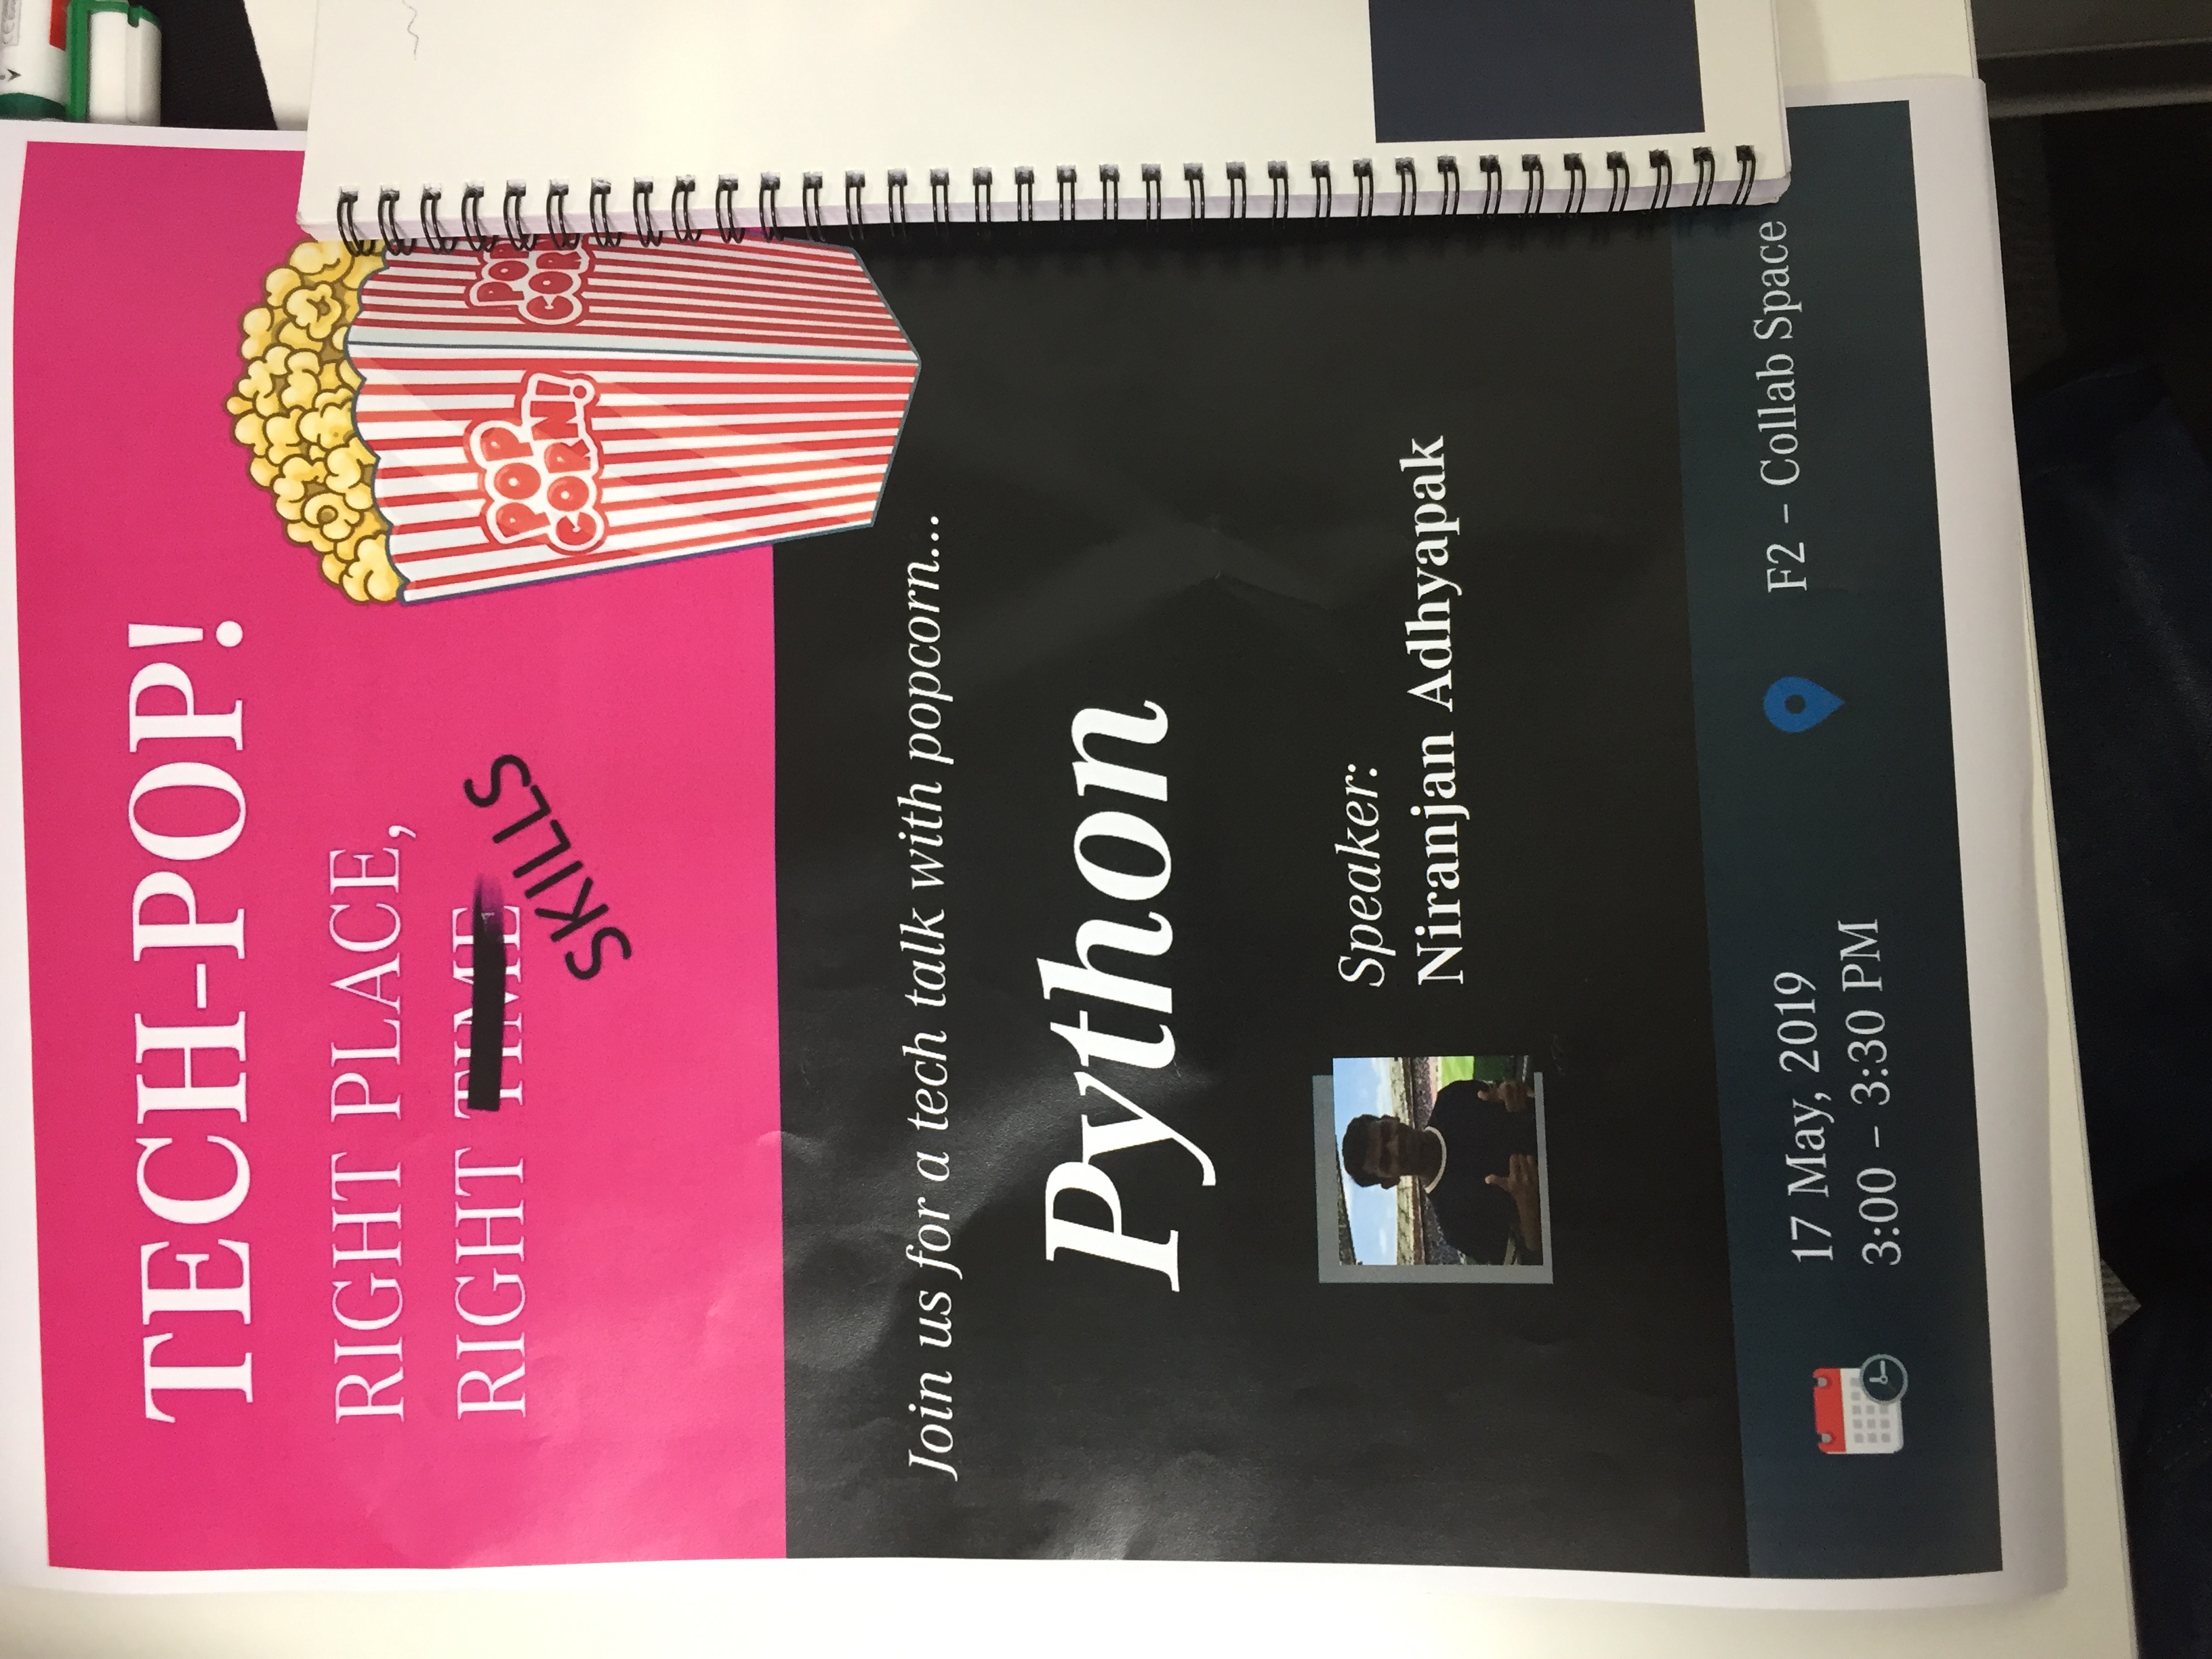 TECH-POP!
RIGHT PLACE,
RIGHT TIME
SKILLS
POP
CORN!
POP
CORN
Join us for a tech talk with popcorn...
Python
Speaker:
Niranjan Adhyapak
17 May, 2019
3:00 – 3:30 PM
F2 – Collab Space